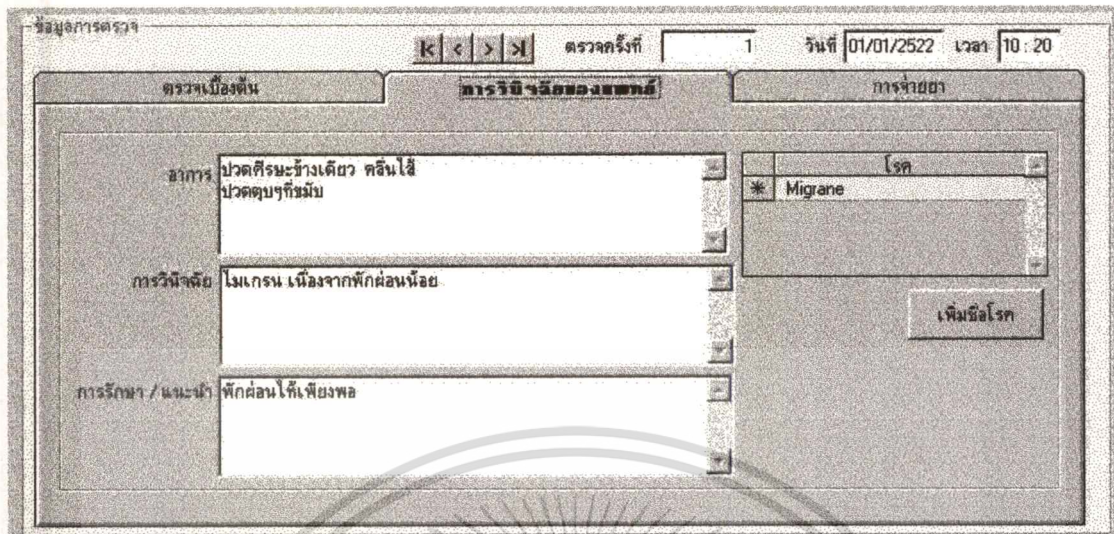 ข้อมูลการตรวจ
ตรวจครั้งที่ 1 วันที่ 01/01/2522 เวลา 10:20
ตรวจเบื้องต้น การวินิจฉัยของแพทย์ การจ่ายยา
อาการ ปวดศีรษะข้างเดียว คลื่นไส้
ปวดตุบๆที่ขมับ
โรค
Migrane
การวินิจฉัย ไมเกรน เนื่องจากพักผ่อนน้อย
เพิ่มชื่อโรค
การรักษา / แนะนำ พักผ่อนให้เพียงพอ